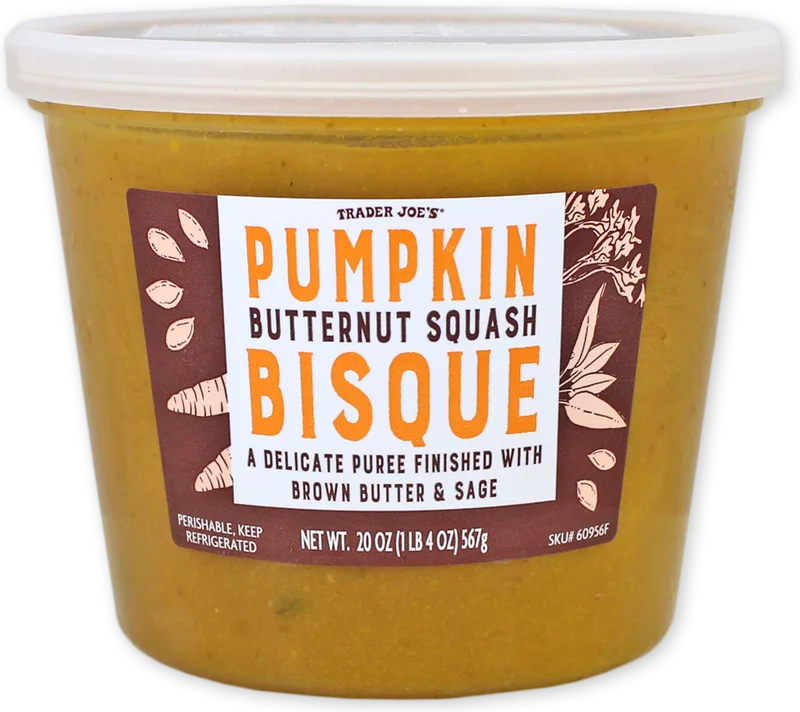 TRADER JOE'S®
PUMPKIN
BUTTERNUT SQUASH
BISQUE
A DELICATE PUREE FINISHED WITH
BROWN BUTTER & SAGE
PERISHABLE, KEEP
REFRIGERATED
NET WT. 20 OZ (1 LB 4 OZ) 567g
SKU# 60956F